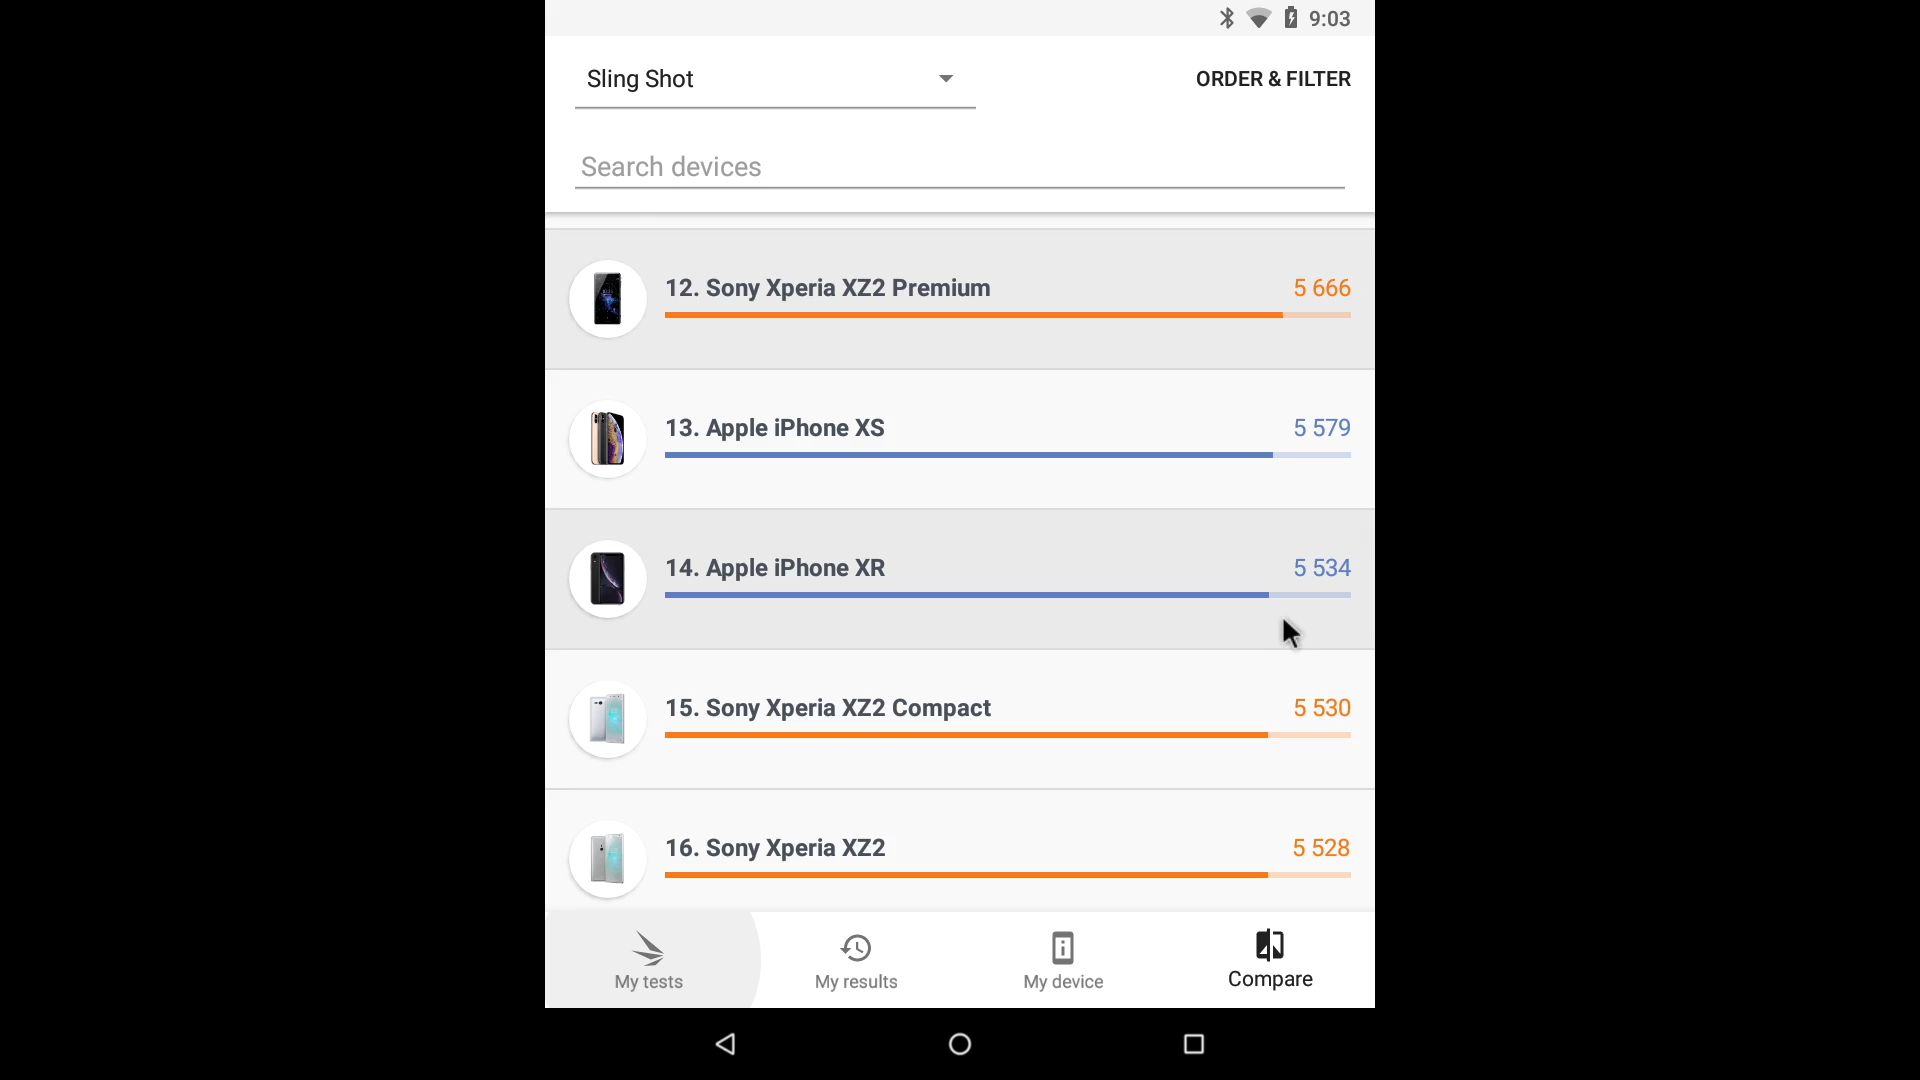 9:03
Sling Shot
ORDER & FILTER
Search devices
12. Sony Xperia XZ2 Premium 5 666
13. Apple iPhone XS 5 579
14. Apple iPhone XR 5 534
15. Sony Xperia XZ2 Compact 5 530
16. Sony Xperia XZ2 5 528
My tests My results My device Compare